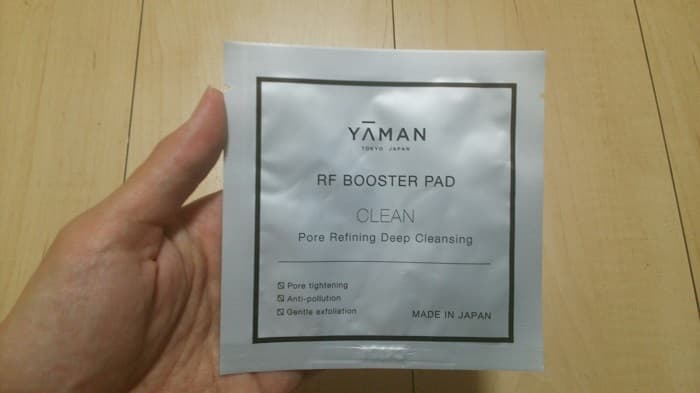 YĀMAN
TOKYO JAPAN
RF BOOSTER PAD
CLEAN
Pore Refining Deep Cleansing
Pore tightening
Anti-pollution
Gentle exfoliation
MADE IN JAPAN